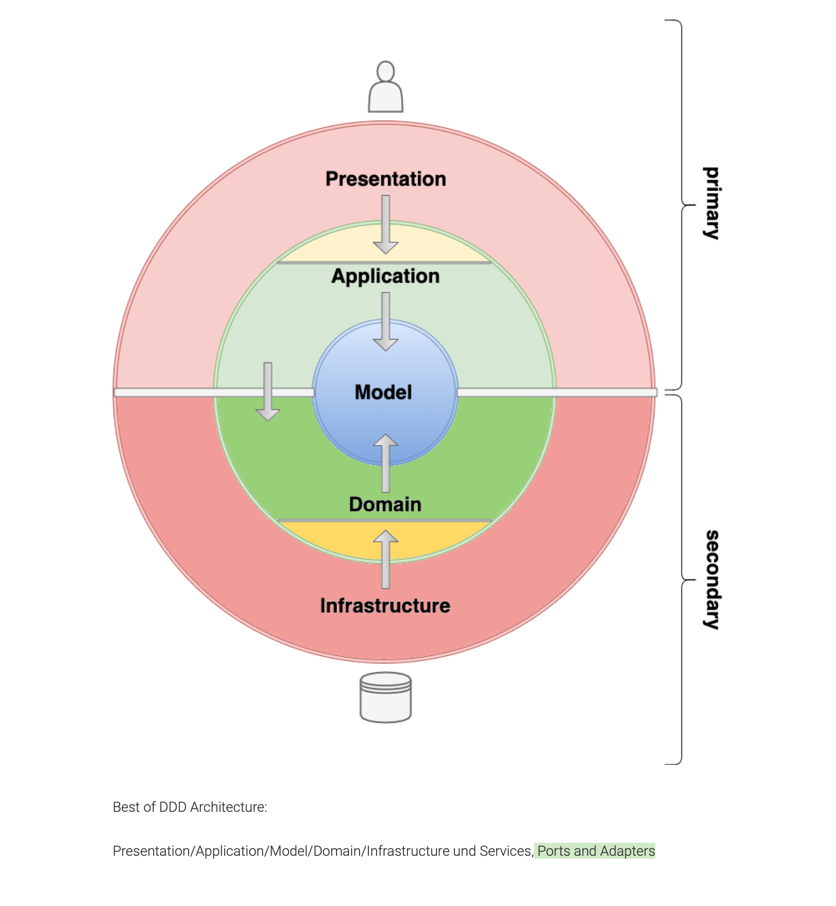 Presentation
primary
Application
Model
Domain
secondary
Infrastructure
Best of DDD Architecture:
Presentation/Application/Model/Domain/Infrastructure und Services, Ports and Adapters